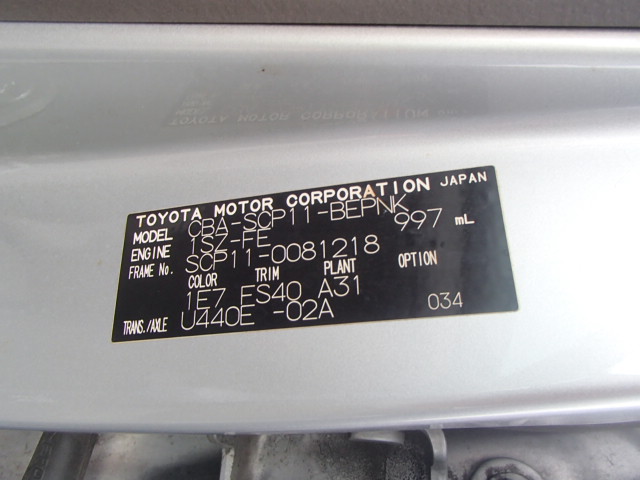 TOYOTA MOTOR CORPORATION JAPAN
MODEL CBA-SCP11-BEPNK
ENGINE 1SZ-FE 997 mL
FRAME No. SCP11-0081218
COLOR TRIM PLANT OPTION
1E7 FS40 A31
TRANS./AXLE U440E -02A 034